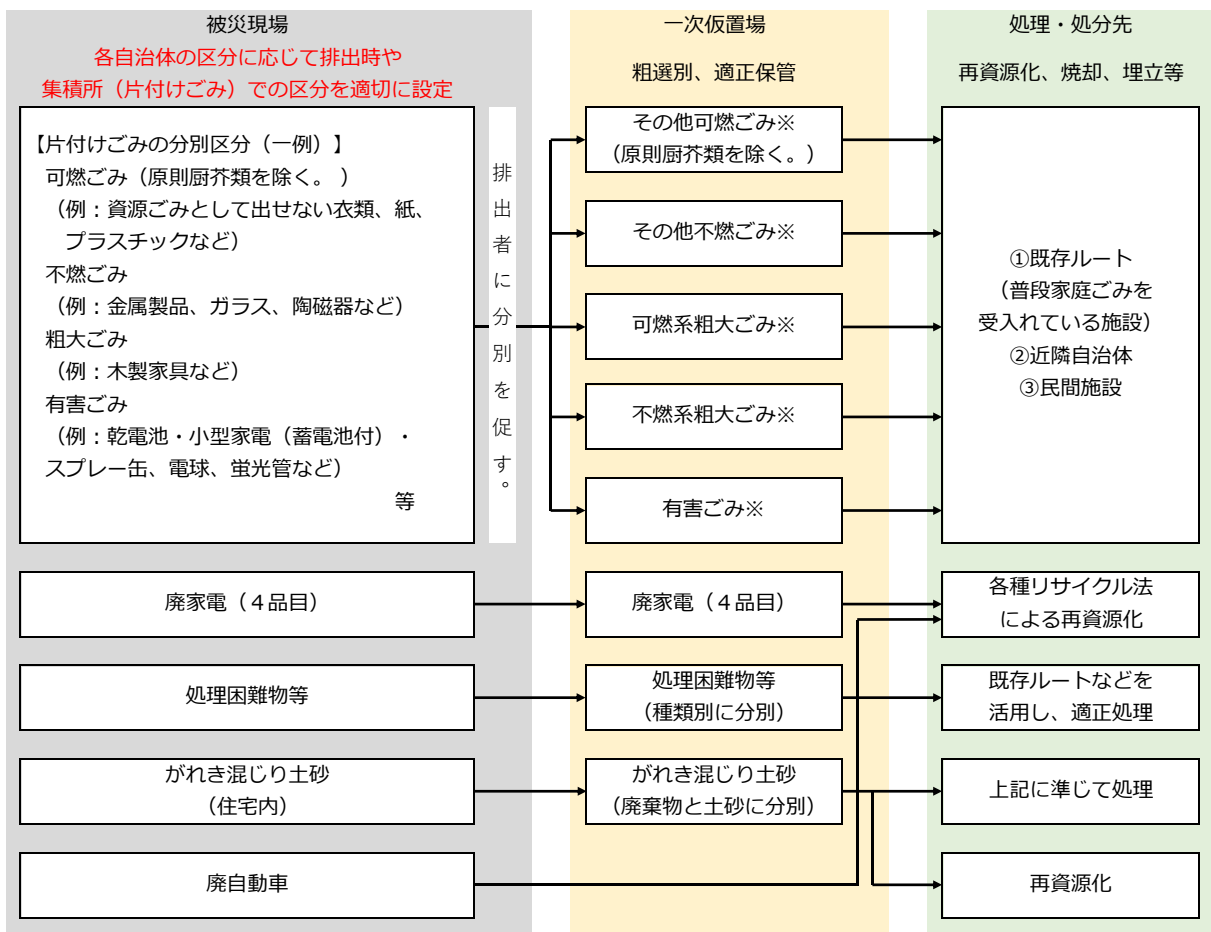 被災現場
各自治体の区分に応じて排出時や
集積所（片付けごみ）での区分を適切に設定
【片付けごみの分別区分（一例）】
可燃ごみ（原則厨芥類を除く。 ）
（例：資源ごみとして出せない衣類、紙、
プラスチックなど）
不燃ごみ
（例：金属製品、ガラス、陶磁器など）
粗大ごみ
（例：木製家具など）
有害ごみ
（例：乾電池・小型家電（蓄電池付）・
スプレー缶、電球、蛍光管など）
等
排出者に分別を促す。
廃家電（４品目）
処理困難物等
がれき混じり土砂
（住宅内）
廃自動車
一次仮置場
粗選別、適正保管
その他可燃ごみ※
（原則厨芥類を除く。）
その他不燃ごみ※
可燃系粗大ごみ※
不燃系粗大ごみ※
有害ごみ※
廃家電（４品目）
処理困難物等
（種類別に分別）
がれき混じり土砂
（廃棄物と土砂に分別）
処理・処分先
再資源化、焼却、埋立等
①既存ルート
（普段家庭ごみを
受入れている施設）
②近隣自治体
③民間施設
各種リサイクル法
による再資源化
既存ルートなどを
活用し、適正処理
上記に準じて処理
再資源化